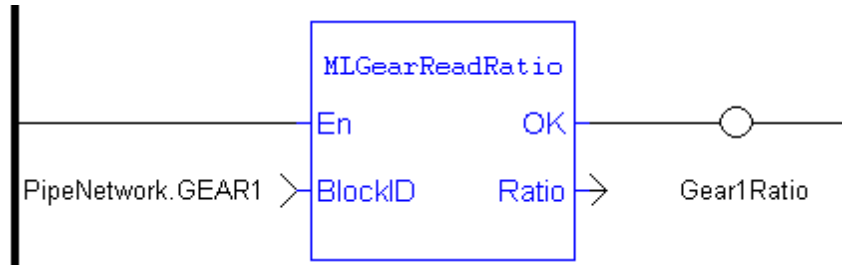 MLGearReadRatio
En OK
PipeNetwork.GEAR1 BlockID Ratio Gear1Ratio